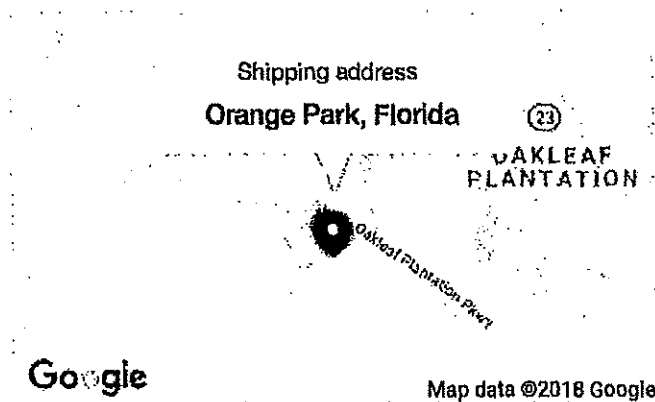 Shipping address
Orange Park, Florida
23
OAKLEAF
PLANTATION
Oakleaf Plantation Pkwy
Google
Map data ©2018 Google